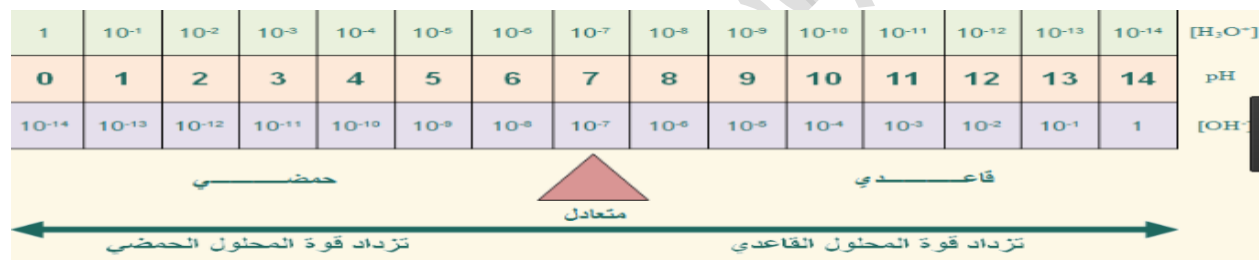 1 10⁻¹ 10⁻² 10⁻³ 10⁻⁴ 10⁻⁵ 10⁻⁶ 10⁻⁷ 10⁻⁸ 10⁻⁹ 10⁻¹⁰ 10⁻¹¹ 10⁻¹² 10⁻¹³ 10⁻¹⁴ [H₃O⁺]
0 1 2 3 4 5 6 7 8 9 10 11 12 13 14 pH
10⁻¹⁴ 10⁻¹³ 10⁻¹² 10⁻¹¹ 10⁻¹⁰ 10⁻⁹ 10⁻⁸ 10⁻⁷ 10⁻⁶ 10⁻⁵ 10⁻⁴ 10⁻³ 10⁻² 10⁻¹ 1 [OH⁻]
قاعـــــــدي حمضـــــــــي
متعادل
تزداد قوة المحلول القاعدي تزداد قوة المحلول الحمضي